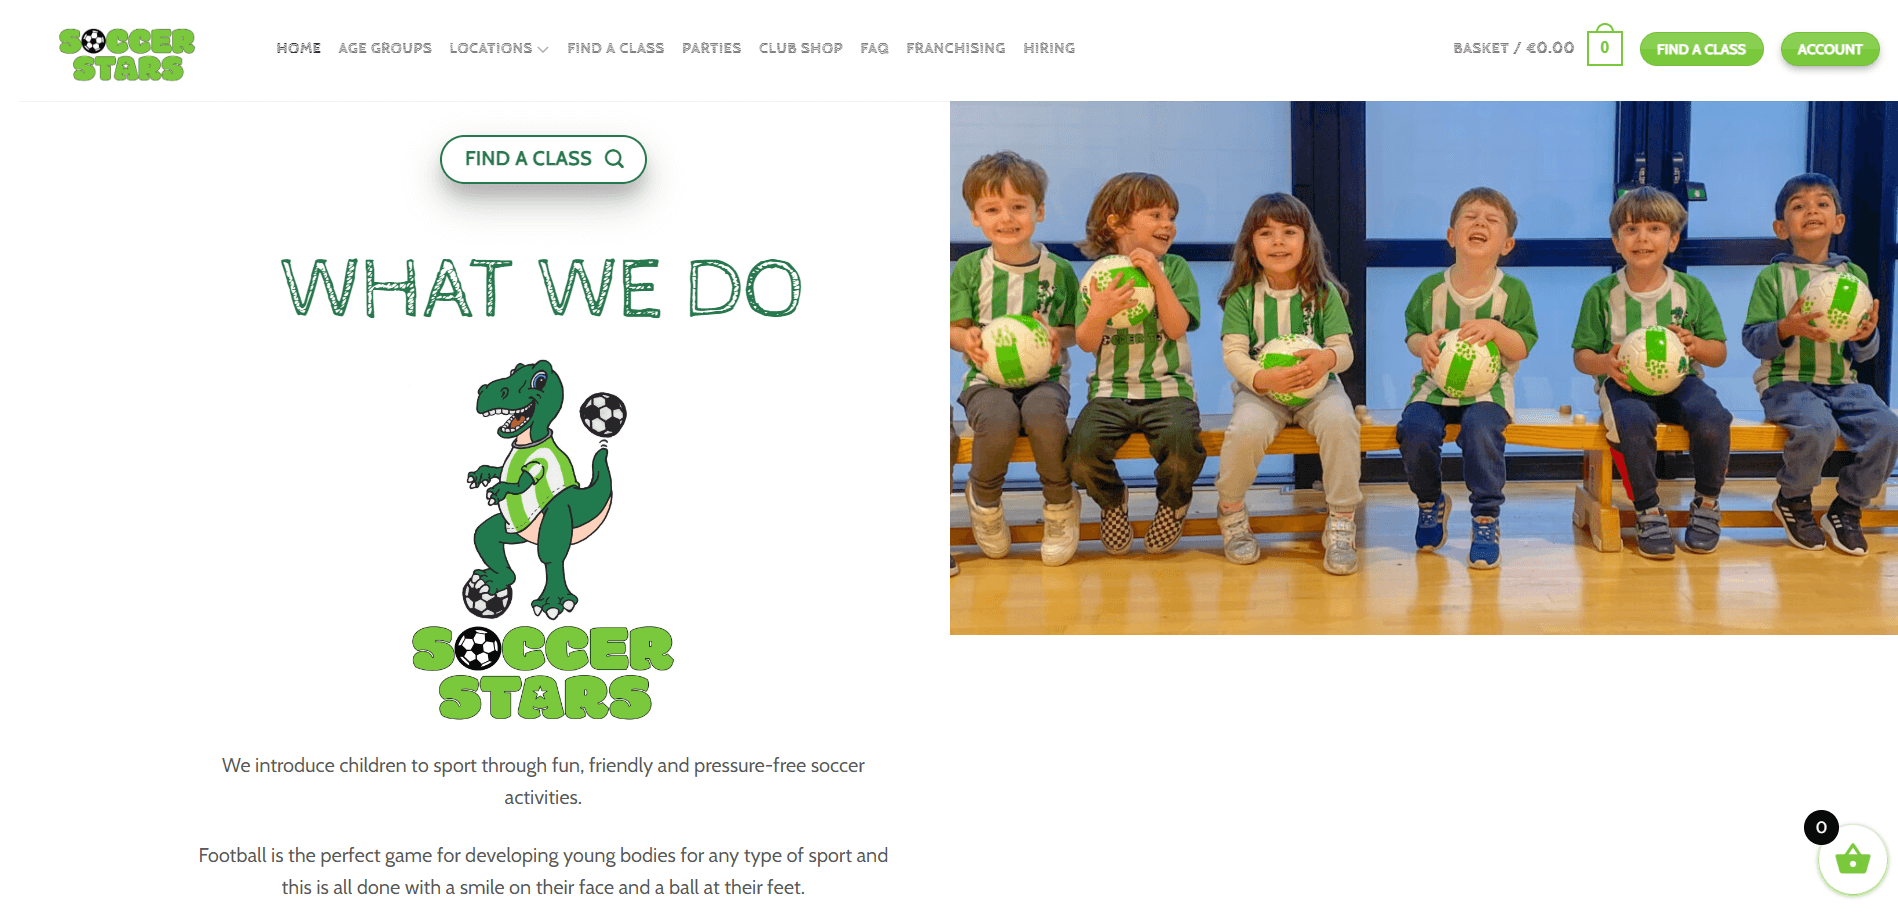 SOCCER
STARS
HOME
AGE GROUPS
LOCATIONS
FIND A CLASS
PARTIES
CLUB SHOP
FAQ
FRANCHISING
HIRING
BASKET / €0.00
0
FIND A CLASS
ACCOUNT
FIND A CLASS
WHAT WE DO
SOCCER
STARS
We introduce children to sport through fun, friendly and pressure-free soccer
activities.
Football is the perfect game for developing young bodies for any type of sport and
this is all done with a smile on their face and a ball at their feet.
0